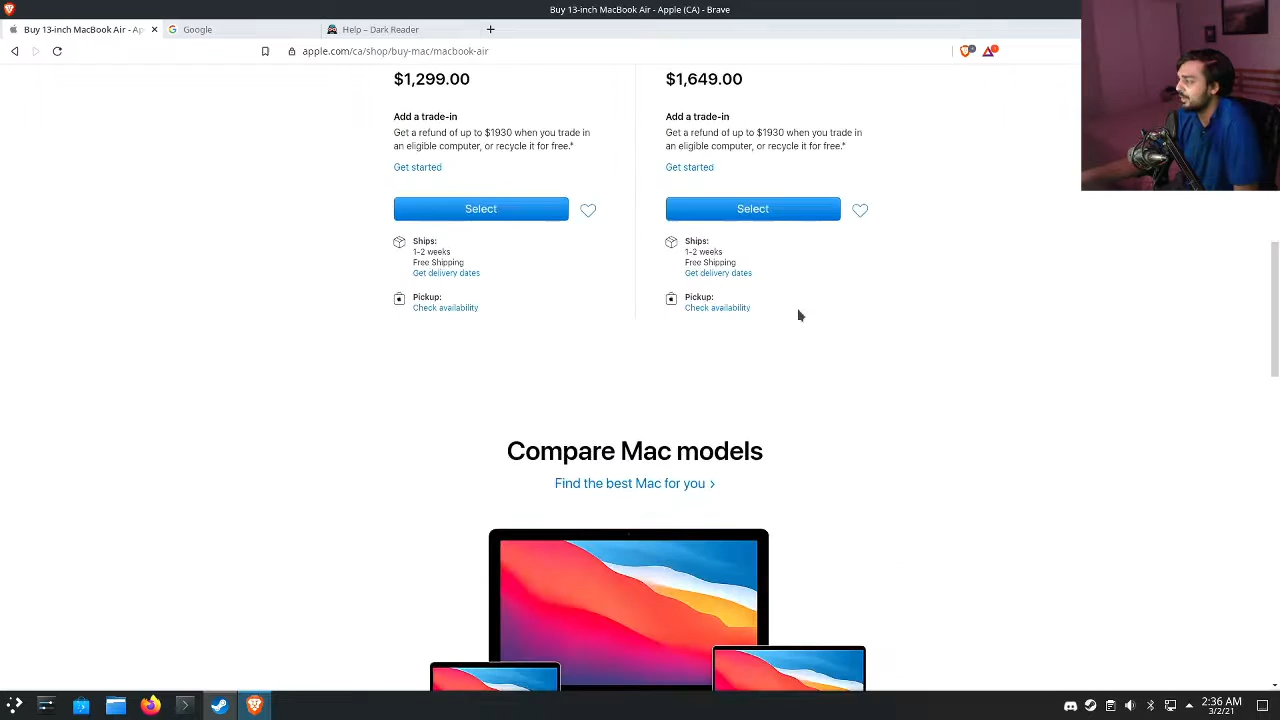 Buy 13-inch MacBook Air - Apple (CA) - Brave
Buy 13-inch MacBook Air - Ap
Google
Help – Dark Reader
apple.com/ca/shop/buy-mac/macbook-air
$1,299.00
Add a trade-in
Get a refund of up to $1930 when you trade in
an eligible computer, or recycle it for free.*
Get started
Select
Ships:
1-2 weeks
Free Shipping
Get delivery dates
Pickup:
Check availability
$1,649.00
Add a trade-in
Get a refund of up to $1930 when you trade in
an eligible computer, or recycle it for free.*
Get started
Select
Ships:
1-2 weeks
Free Shipping
Get delivery dates
Pickup:
Check availability
Compare Mac models
Find the best Mac for you >
2:36 AM
3/2/21